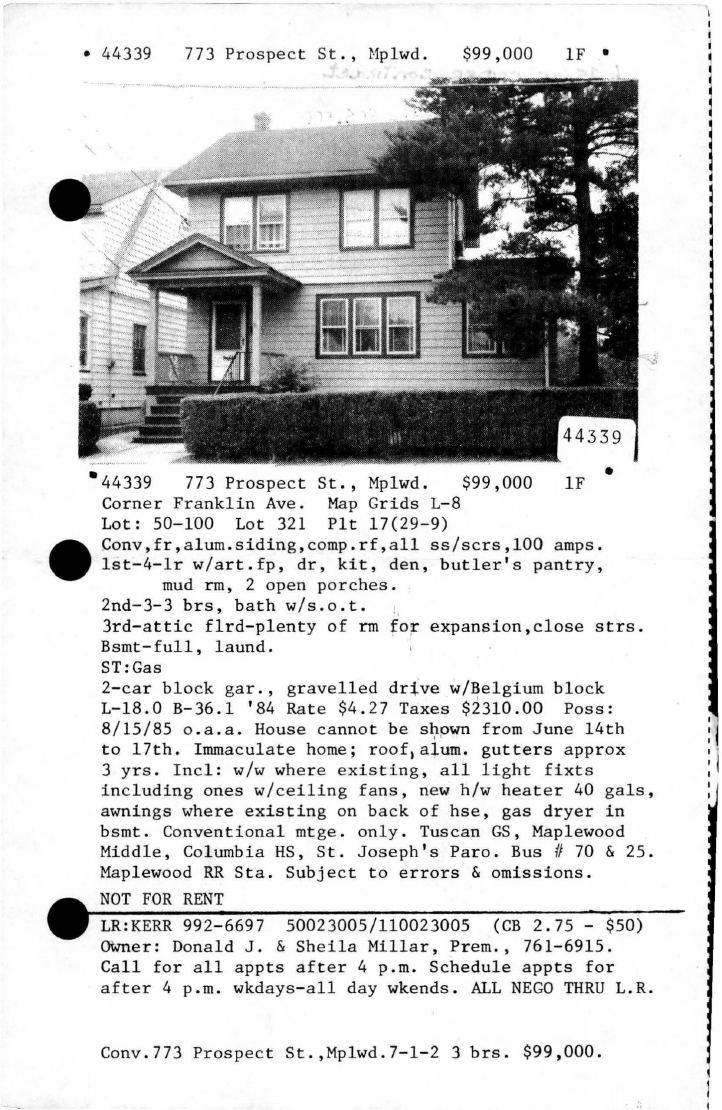 44339 773 Prospect St., Mplwd. $99,000 1F
44339
44339 773 Prospect St., Mplwd. $99,000 1F
Corner Franklin Ave. Map Grids L-8
Lot: 50-100 Lot 321 Plt 17(29-9)
Conv,fr,alum.siding,comp.rf,all ss/scrs,100 amps.
1st-4-lr w/art.fp, dr, kit, den, butler's pantry,
mud rm, 2 open porches.
2nd-3-3 brs, bath w/s.o.t.
3rd-attic flrd-plenty of rm for expansion,close strs.
Bsmt-full, laund.
ST:Gas
2-car block gar., gravelled drive w/Belgium block
L-18.0 B-36.1 '84 Rate $4.27 Taxes $2310.00 Poss:
8/15/85 o.a.a. House cannot be shown from June 14th
to 17th. Immaculate home; roof,alum. gutters approx
3 yrs. Incl: w/w where existing, all light fixts
including ones w/ceiling fans, new h/w heater 40 gals,
awnings where existing on back of hse, gas dryer in
bsmt. Conventional mtge. only. Tuscan GS, Maplewood
Middle, Columbia HS, St. Joseph's Paro. Bus # 70 & 25.
Maplewood RR Sta. Subject to errors & omissions.
NOT FOR RENT
LR:KERR 992-6697 50023005/110023005 (CB 2.75 - $50)
Owner: Donald J. & Sheila Millar, Prem., 761-6915.
Call for all appts after 4 p.m. Schedule appts for
after 4 p.m. wkdays-all day wkends. ALL NEGO THRU L.R.
Conv.773 Prospect St.,Mplwd.7-1-2 3 brs. $99,000.